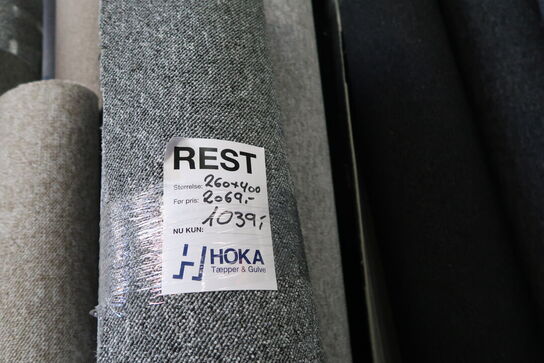 REST
Størrelse: 260x400
Før pris: 2069,-
NU KUN: 1039,-
HOKA
Tæpper & Gulve